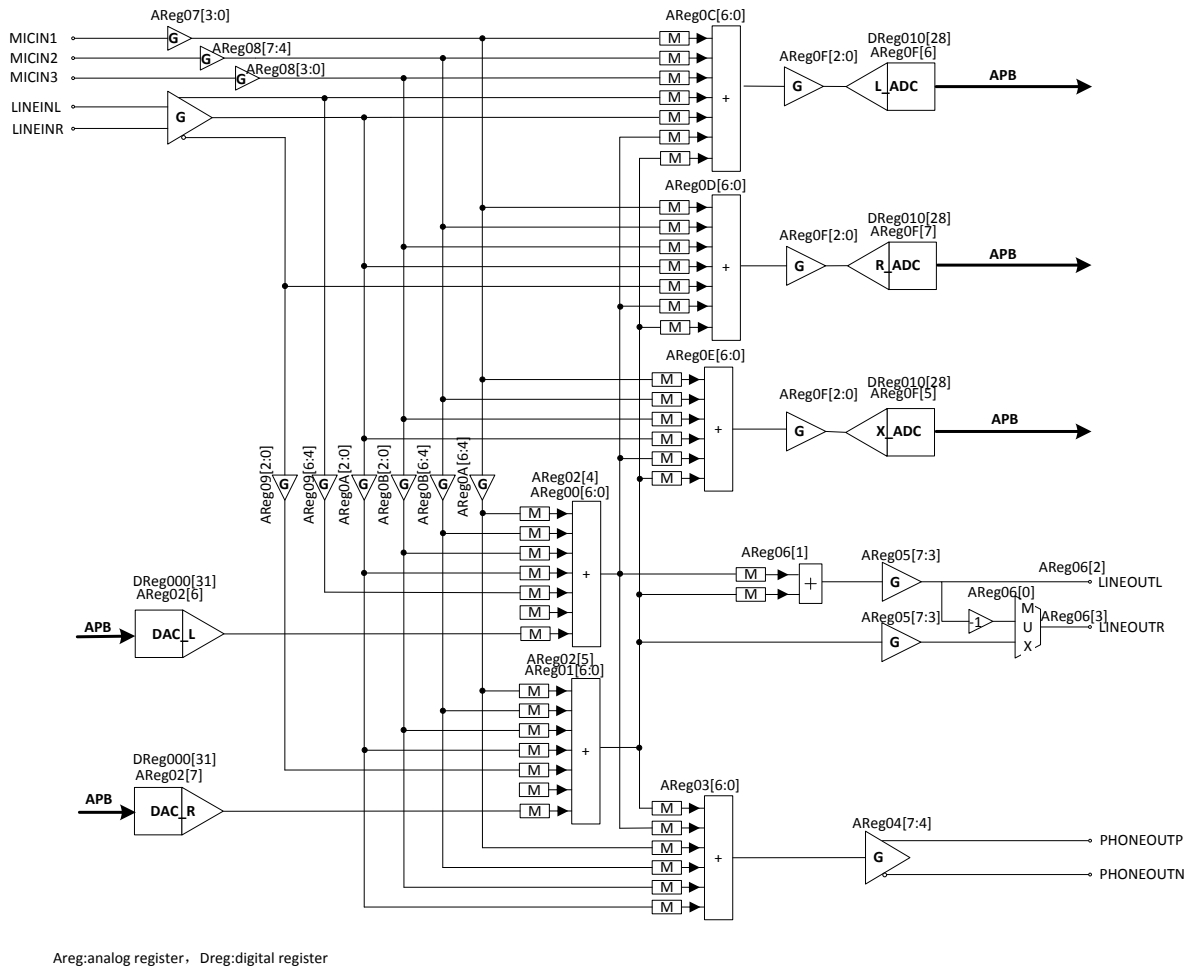 AReg07[3:0]
AReg0C[6:0]
MICIN1
G
M
MICIN2
G
AReg08[7:4]
M
AReg0F[2:0]
DReg010[28]
AReg0F[6]
MICIN3
G
AReg08[3:0]
M
APB
G
L_ADC
LINEINL
M
+
LINEINR
G
M
M
M
AReg0D[6:0]
M
M
AReg0F[2:0]
DReg010[28]
AReg0F[7]
M
APB
M
+
G
R_ADC
M
M
M
AReg0E[6:0]
M
AReg0F[2:0]
DReg010[28]
AReg0F[5]
M
M
APB
+
G
X_ADC
M
M
M
AReg09[2:0]
AReg09[6:4]
AReg0A[2:0]
AReg0B[2:0]
AReg0B[6:4]
AReg0A[6:4]
G
G
G
G
G
G
AReg02[4]
AReg00[6:0]
M
M
M
M
+
M
M
M
AReg06[1]
M
M
+
AReg05[7:3]
G
AReg06[2]
LINEOUTL
AReg06[0]
-1
M
U
X
AReg06[3]
LINEOUTR
AReg05[7:3]
G
DReg000[31]
AReg02[6]
APB
DAC_L
AReg02[5]
AReg01[6:0]
M
M
M
M
+
M
M
M
DReg000[31]
AReg02[7]
APB
DAC_R
AReg03[6:0]
M
M
M
+
M
M
M
AReg04[7:4]
G
PHONEOUTP
PHONEOUTN
Areg:analog register，Dreg:digital register